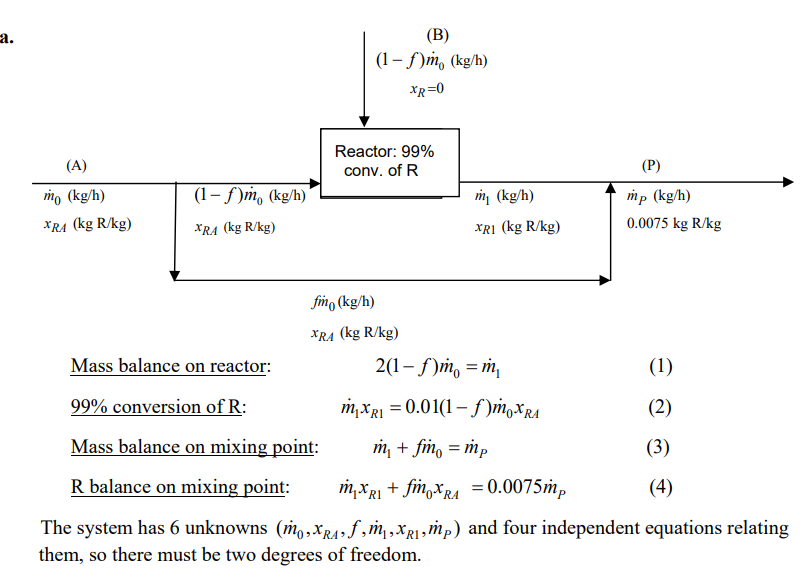 a.
(B)
(1 – f)ṁ₀ (kg/h)
x_R=0
Reactor: 99%
conv. of R
(A)
(P)
ṁ₀ (kg/h)
(1 – f)ṁ₀ (kg/h)
ṁ₁ (kg/h)
ṁ_P (kg/h)
x_RA (kg R/kg)
x_RA (kg R/kg)
x_R1 (kg R/kg)
0.0075 kg R/kg
fṁ₀ (kg/h)
x_RA (kg R/kg)
Mass balance on reactor: 2(1 – f)ṁ₀ = ṁ₁ (1)
99% conversion of R: ṁ₁x_R1 = 0.01(1 – f)ṁ₀x_RA (2)
Mass balance on mixing point: ṁ₁ + fṁ₀ = ṁ_P (3)
R balance on mixing point: ṁ₁x_R1 + fṁ₀x_RA = 0.0075ṁ_P (4)
The system has 6 unknowns (ṁ₀, x_RA, f, ṁ₁, x_R1, ṁ_P) and four independent equations relating
them, so there must be two degrees of freedom.